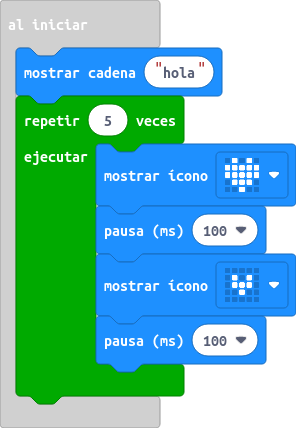 al iniciar
mostrar cadena "hola"
repetir 5 veces
ejecutar
mostrar icono
pausa (ms) 100
mostrar icono
pausa (ms) 100